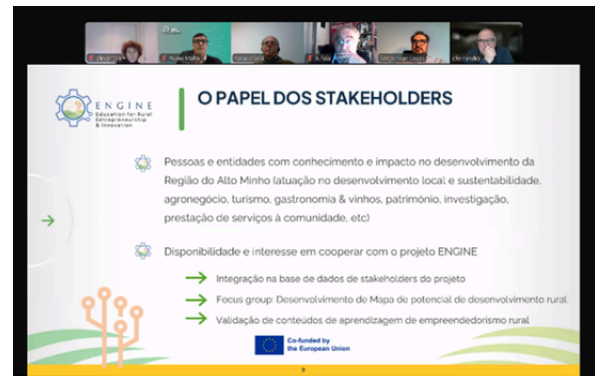 Nuno Mota
ENGINE
Education for Rural
Entrepreneurship
& Innovation
O PAPEL DOS STAKEHOLDERS
Pessoas e entidades com conhecimento e impacto no desenvolvimento da
Região do Alto Minho (atuação no desenvolvimento local e sustentabilidade,
agronegócio, turismo, gastronomia & vinhos, património, investigação,
prestação de serviços à comunidade, etc)
Disponibilidade e interesse em cooperar com o projeto ENGINE
Integração na base de dados de stakeholders do projeto
Focus group: Desenvolvimento de Mapa de potencial de desenvolvimento rural
Validação de conteúdos de aprendizagem de empreendedorismo rural
Co-funded by
the European Union
9